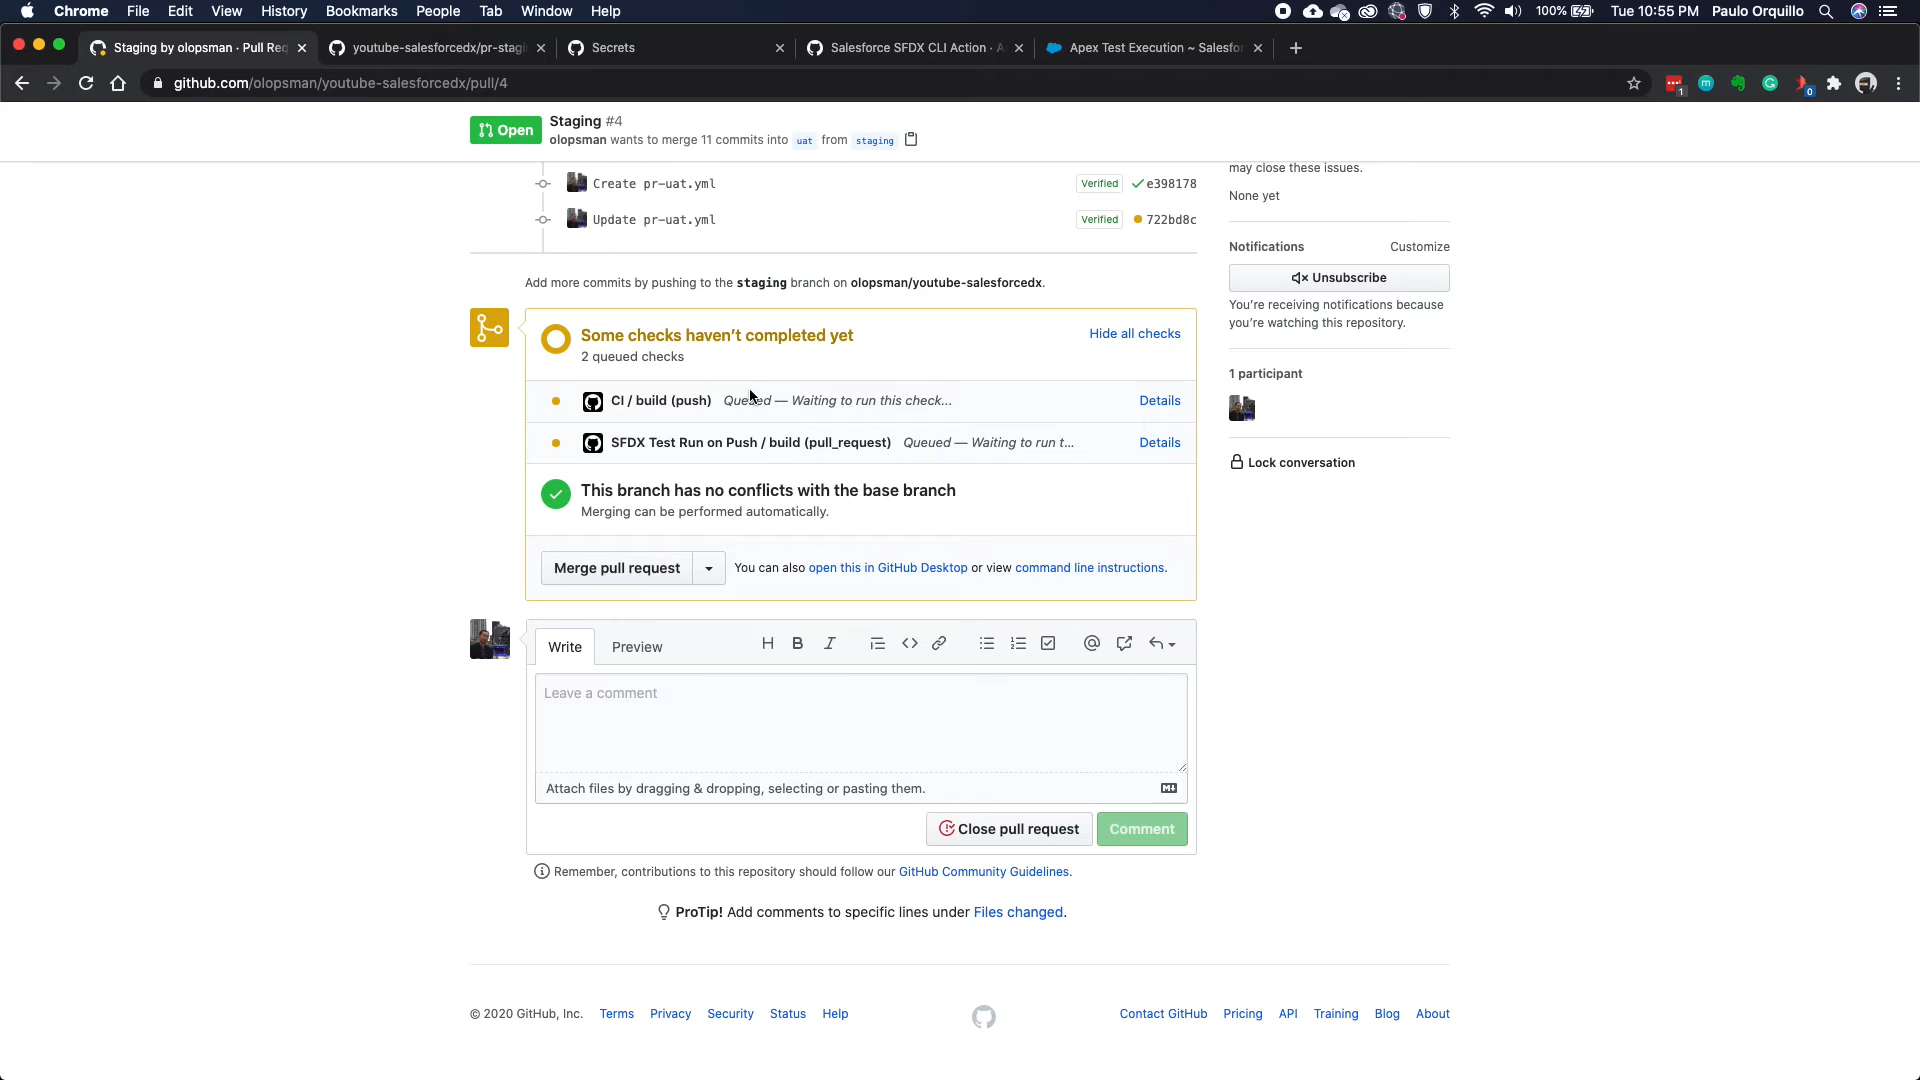 Chrome File Edit View History Bookmarks People Tab Window Help 100% Tue 10:55 PM Paulo Orquillo
Staging by olopsman · Pull Req youtube-salesforcedx/pr-stagi Secrets Salesforce SFDX CLI Action · A Apex Test Execution ~ Salesfor
github.com/olopsman/youtube-salesforcedx/pull/4 1 0
Open Staging #4
olopsman wants to merge 11 commits into uat from staging
may close these issues.
Create pr-uat.yml Verified e398178
None yet
Update pr-uat.yml Verified 722bd8c
Notifications Customize
Unsubscribe
You're receiving notifications because
you're watching this repository.
Add more commits by pushing to the staging branch on olopsman/youtube-salesforcedx.
Some checks haven't completed yet Hide all checks
2 queued checks
1 participant
CI / build (push) Queued — Waiting to run this check... Details
SFDX Test Run on Push / build (pull_request) Queued — Waiting to run t... Details
Lock conversation
This branch has no conflicts with the base branch
Merging can be performed automatically.
Merge pull request You can also open this in GitHub Desktop or view command line instructions.
Write Preview H B I @
Leave a comment
Attach files by dragging & dropping, selecting or pasting them.
Close pull request Comment
Remember, contributions to this repository should follow our GitHub Community Guidelines.
ProTip! Add comments to specific lines under Files changed.
© 2020 GitHub, Inc. Terms Privacy Security Status Help Contact GitHub Pricing API Training Blog About